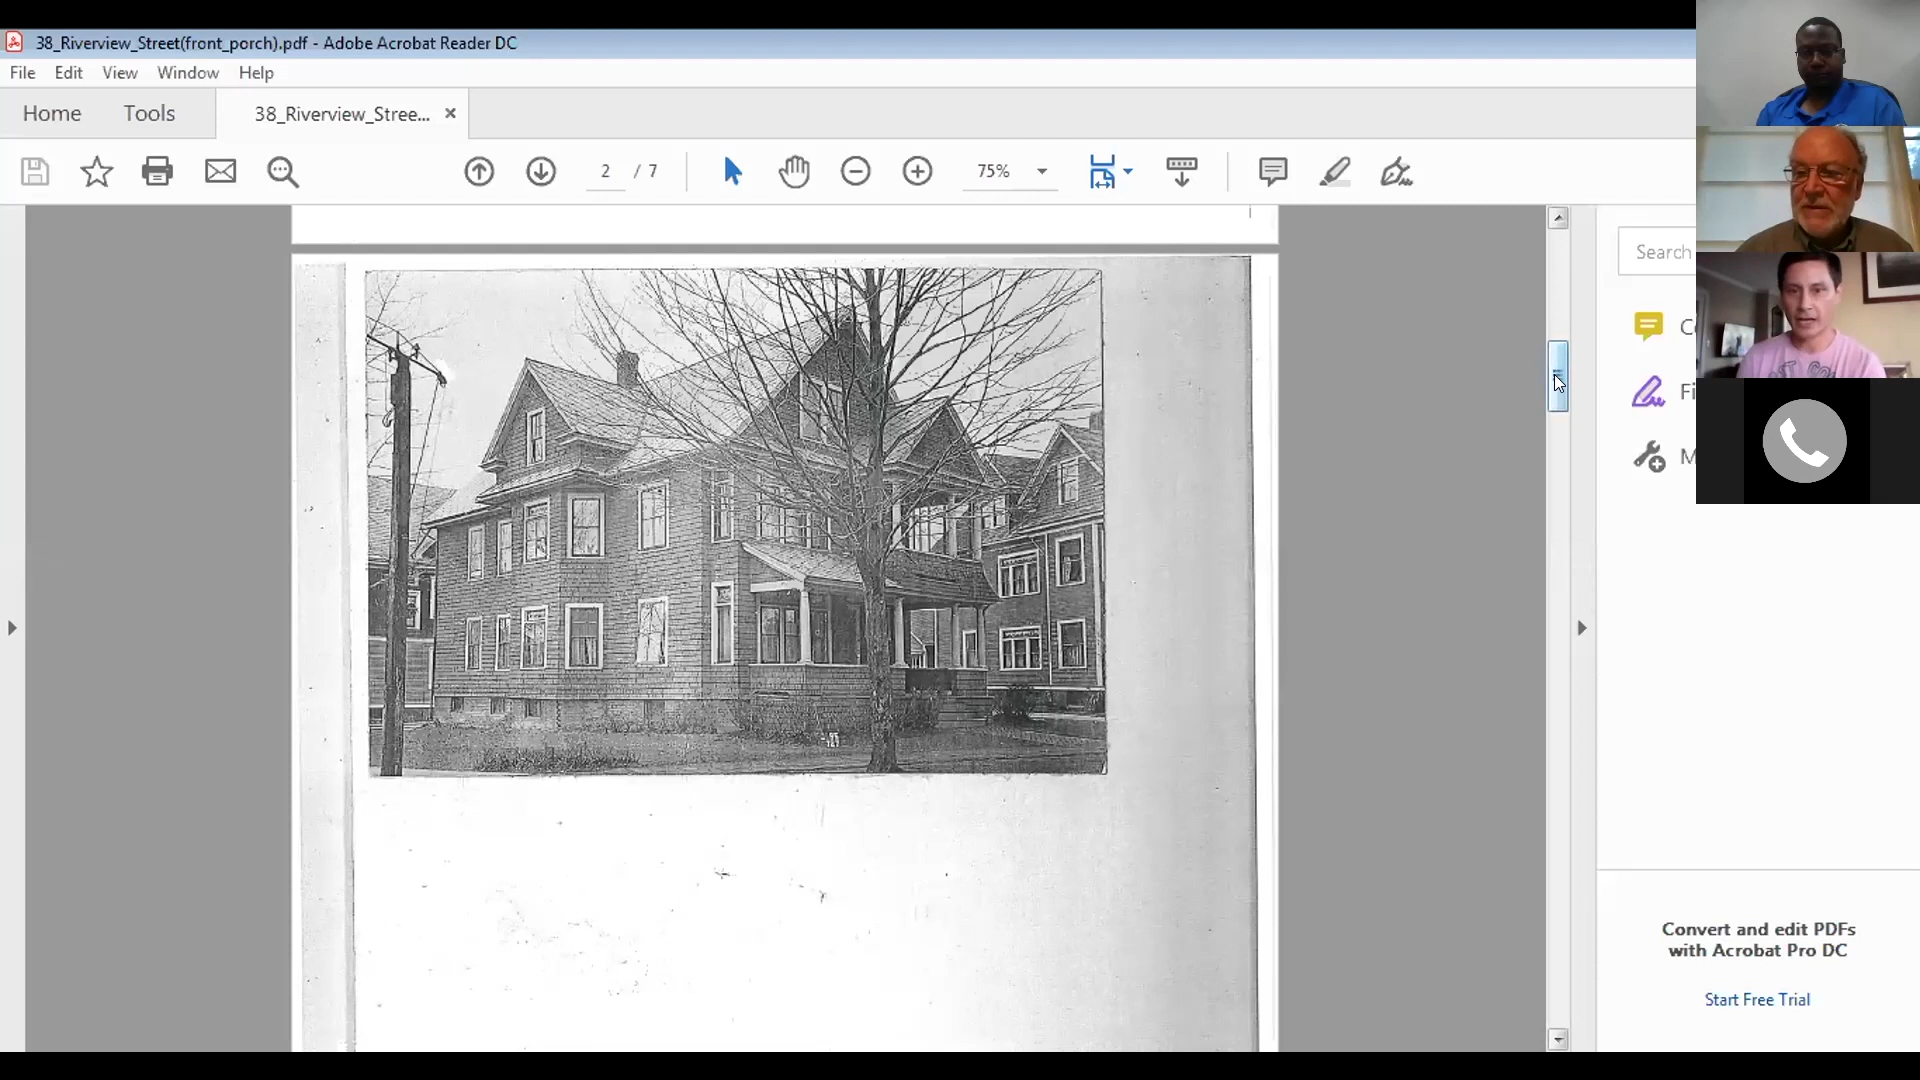 38_Riverview_Street(front_porch).pdf - Adobe Acrobat Reader DC
File Edit View Window Help
Home Tools 38_Riverview_Stree...
2 / 7 75%
Search
Convert and edit PDFs
with Acrobat Pro DC
Start Free Trial